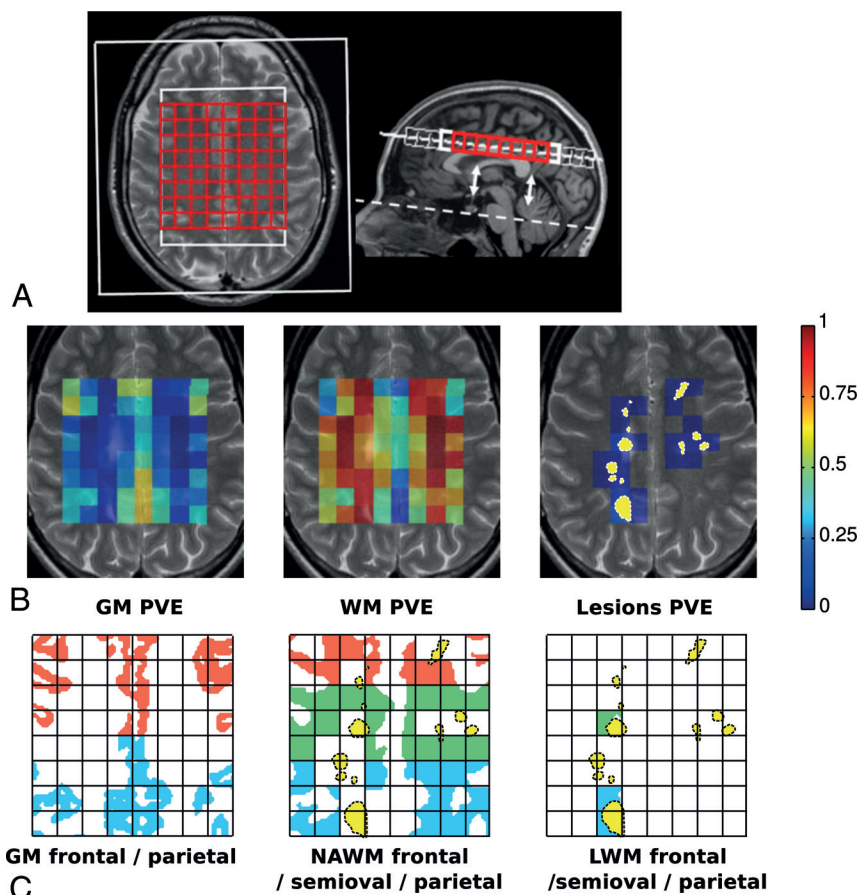 A
1
0.75
0.5
0.25
0
B
GM PVE
WM PVE
Lesions PVE
GM frontal / parietal
NAWM frontal
/ semioval / parietal
LWM frontal
/semioval / parietal
C